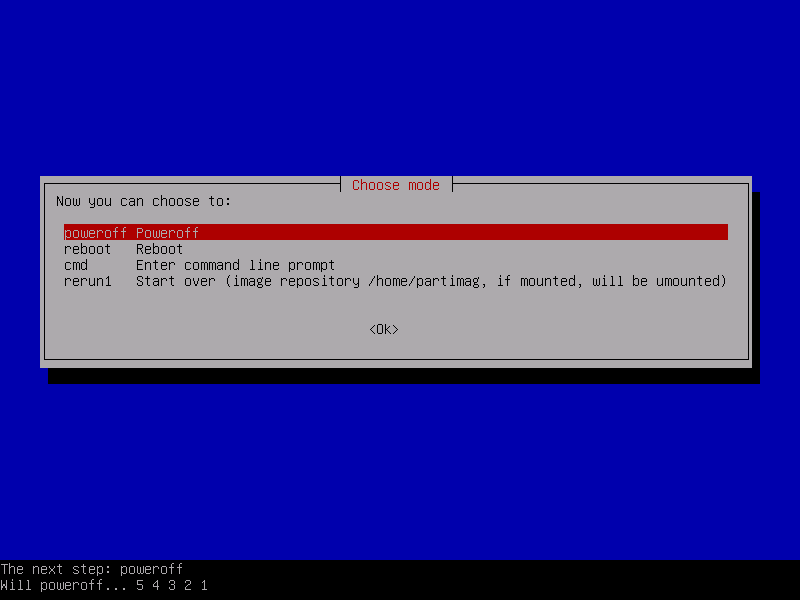 Choose mode
Now you can choose to:
poweroff Poweroff
reboot Reboot
cmd Enter command line prompt
rerun1 Start over (image repository /home/partimag, if mounted, will be umounted)
<Ok>
The next step: poweroff
Will poweroff... 5 4 3 2 1